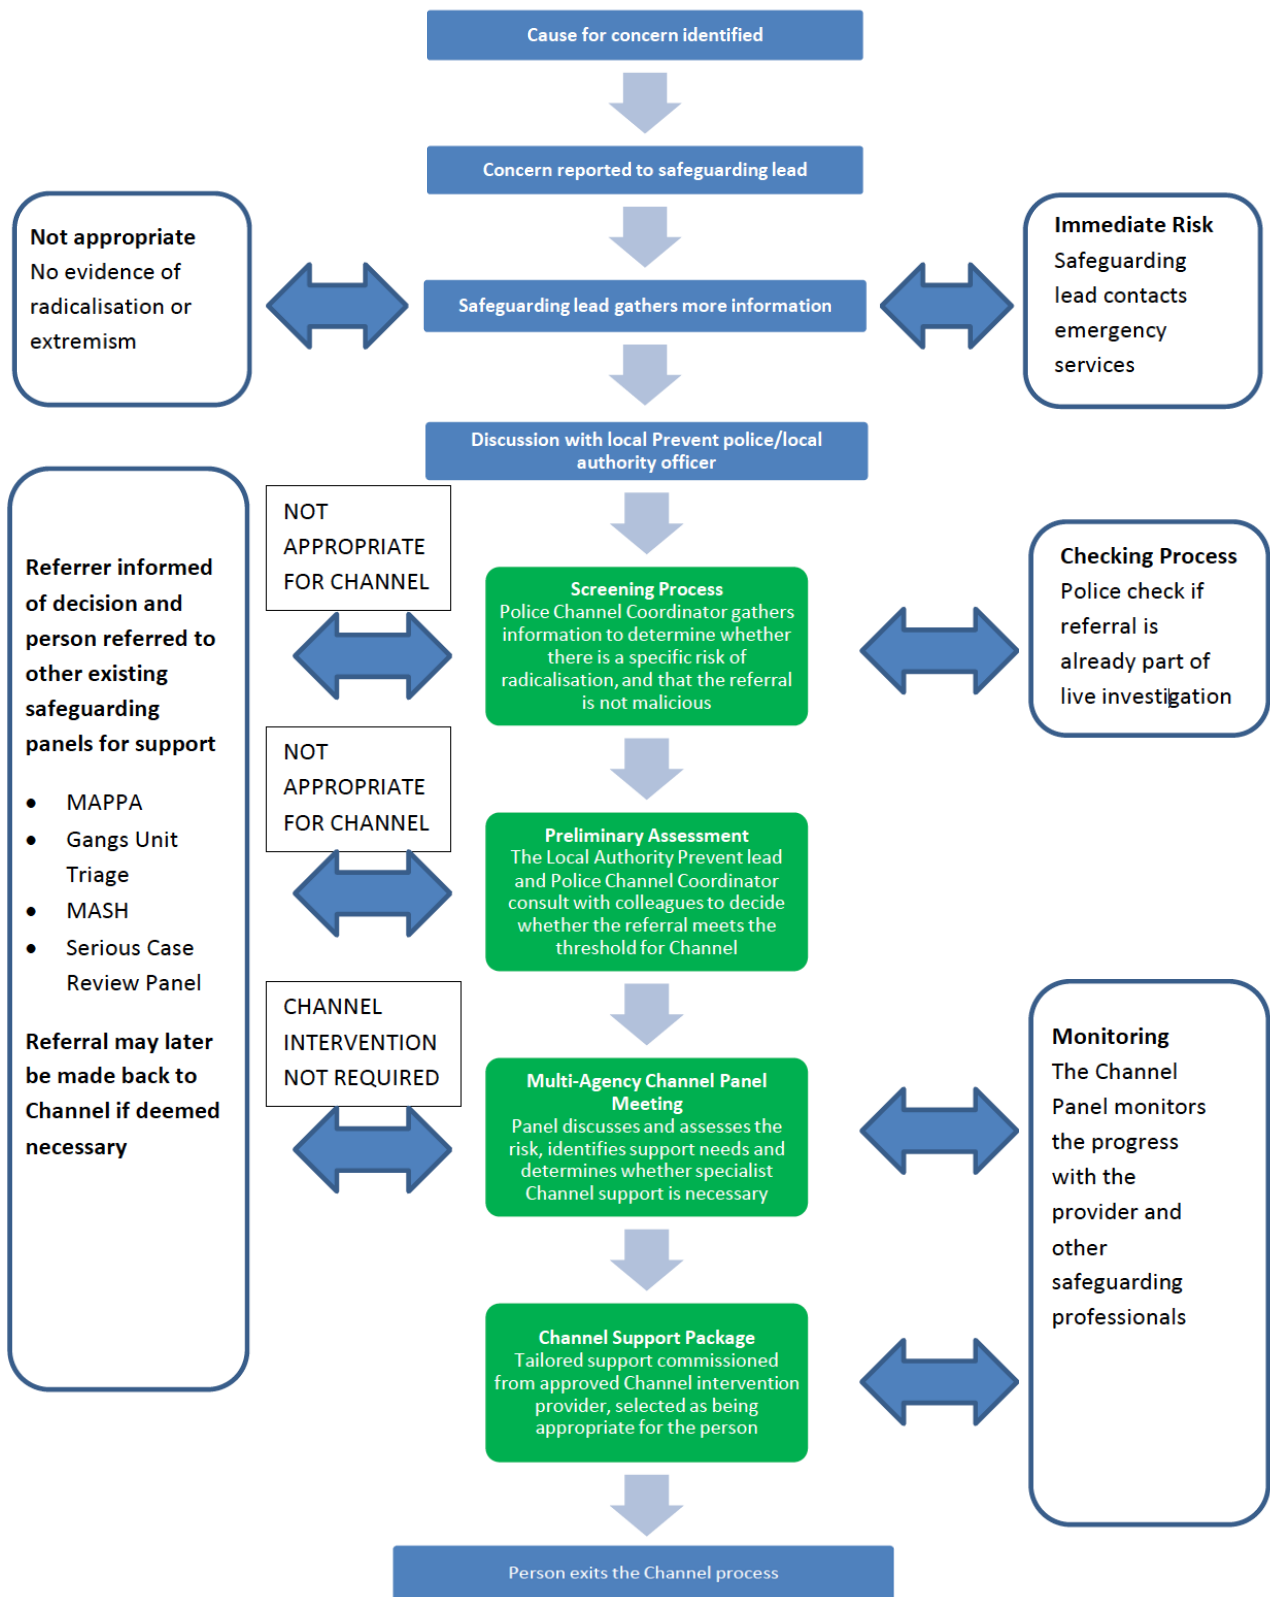 Cause for concern identified
Concern reported to safeguarding lead
Not appropriate
No evidence of
radicalisation or
extremism
Safeguarding lead gathers more information
Immediate Risk
Safeguarding
lead contacts
emergency
services
Discussion with local Prevent police/local
authority officer
Referrer informed
of decision and
person referred to
other existing
safeguarding
panels for support
• MAPPA
• Gangs Unit
Triage
• MASH
• Serious Case
Review Panel
Referral may later
be made back to
Channel if deemed
necessary
NOT
APPROPRIATE
FOR CHANNEL
Screening Process
Police Channel Coordinator gathers
information to determine whether
there is a specific risk of
radicalisation, and that the referral
is not malicious
Checking Process
Police check if
referral is
already part of
live investigation
NOT
APPROPRIATE
FOR CHANNEL
Preliminary Assessment
The Local Authority Prevent lead
and Police Channel Coordinator
consult with colleagues to decide
whether the referral meets the
threshold for Channel
CHANNEL
INTERVENTION
NOT REQUIRED
Multi-Agency Channel Panel
Meeting
Panel discusses and assesses the
risk, identifies support needs and
determines whether specialist
Channel support is necessary
Monitoring
The Channel
Panel monitors
the progress
with the
provider and
other
safeguarding
professionals
Channel Support Package
Tailored support commissioned
from approved Channel intervention
provider, selected as being
appropriate for the person
Person exits the Channel process